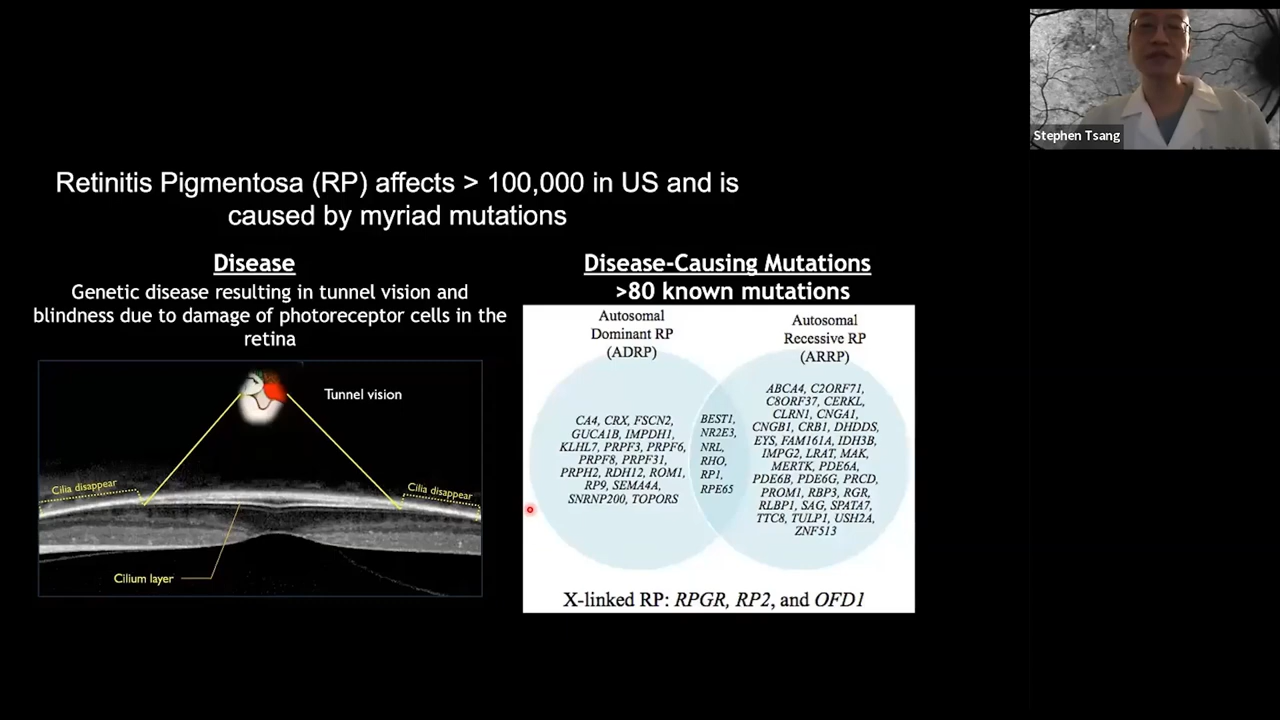 Stephen Tsang
Retinitis Pigmentosa (RP) affects > 100,000 in US and is
caused by myriad mutations
Disease
Genetic disease resulting in tunnel vision and
blindness due to damage of photoreceptor cells in the
retina
Tunnel vision
Cilia disappear
Cilia disappear
Cilium layer
Disease-Causing Mutations
>80 known mutations
Autosomal
Dominant RP
(ADRP)
Autosomal
Recessive RP
(ARRP)
CA4, CRX, FSCN2,
GUCA1B, IMPDH1,
KLHL7, PRPF3, PRPF6,
PRPF8, PRPF31,
PRPH2, RDH12, ROM1,
RP9, SEMA4A,
SNRNP200, TOPORS
BEST1,
NR2E3,
NRL,
RHO,
RP1,
RPE65
ABCA4, C2ORF71,
C8ORF37, CERKL,
CLRN1, CNGA1,
CNGB1, CRB1, DHDDS,
EYS, FAM161A, IDH3B,
IMPG2, LRAT, MAK,
MERTK, PDE6A,
PDE6B, PDE6G, PRCD,
PROM1, RBP3, RGR,
RLBP1, SAG, SPATA7,
TTC8, TULP1, USH2A,
ZNF513
X-linked RP: RPGR, RP2, and OFD1